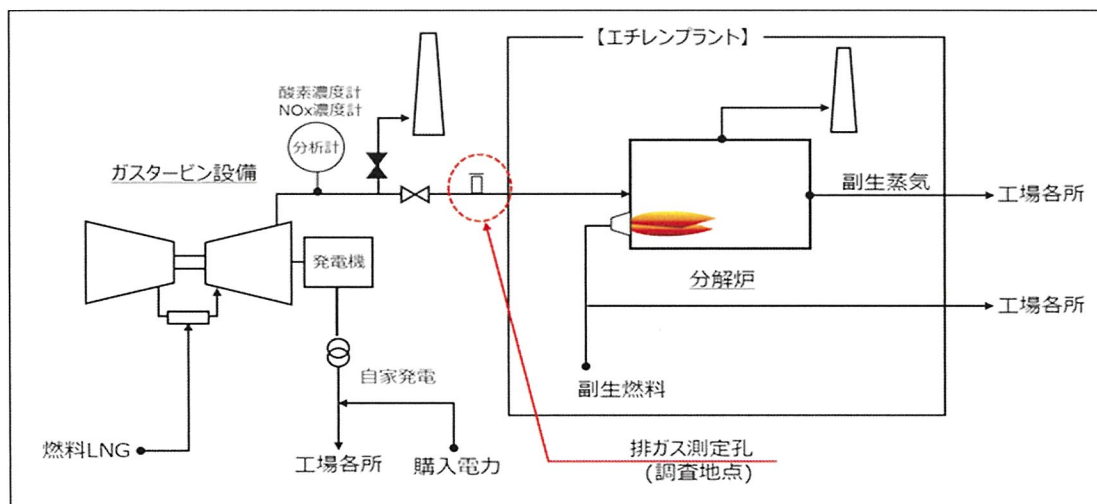 【エチレンプラント】
酸素濃度計
NOx濃度計
分析計
ガスタービン設備
発電機
副生蒸気
工場各所
分解炉
工場各所
副生燃料
自家発電
燃料LNG
工場各所
購入電力
排ガス測定孔
(調査地点)